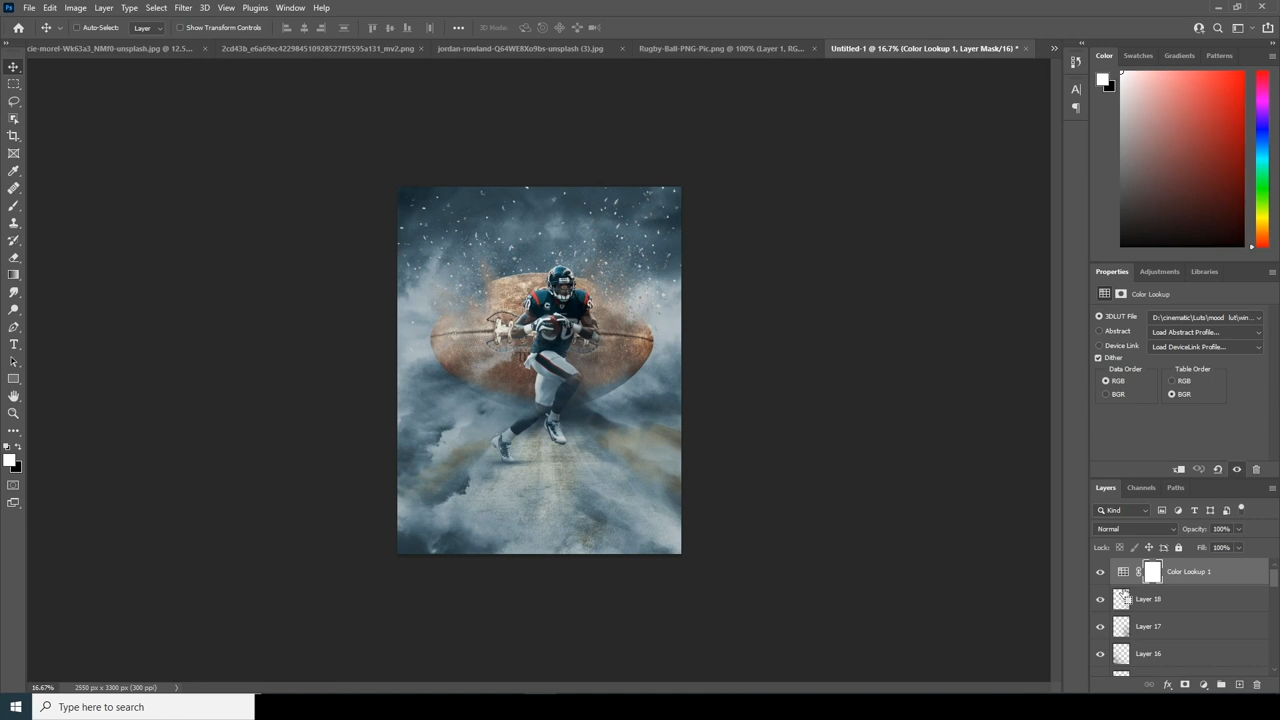 Ps File Edit Image Layer Type Select Filter 3D View Plugins Window Help
Auto-Select: Layer Show Transform Controls 3D Mode:
cie-morel-Wk63a3_NMf0-unsplash.jpg @ 12.5... × 2cd43b_e6a69ec422984510928527ff5595a131_mv2.png × jordan-rowland-Q64WE8Xe9bs-unsplash (3).jpg × Rugby-Ball-PNG-Pic.png @ 100% (Layer 1, RG... × Untitled-1 @ 16.7% (Color Lookup 1, Layer Mask/16) * ×
Color Swatches Gradients Patterns
Properties Adjustments Libraries
Color Lookup
3DLUT File D:\cinematic\Luts\mood lut\win...
Abstract Load Abstract Profile...
Device Link Load DeviceLink Profile...
Dither
Data Order Table Order
RGB RGB
BGR BGR
Layers Channels Paths
Kind
Normal Opacity: 100%
Lock: Fill: 100%
Color Lookup 1
Layer 18
Layer 17
Layer 16
16.67% 2550 px x 3300 px (300 ppi)
Type here to search